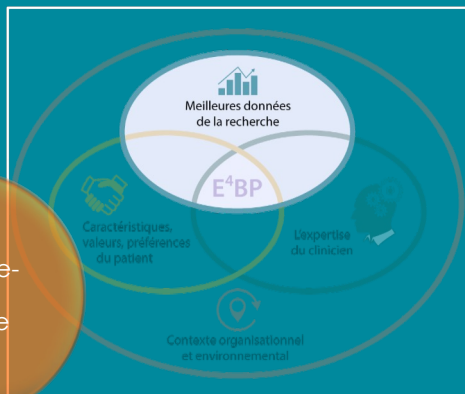 Meilleures données
de la recherche
E⁴BP
Caractéristiques,
valeurs, préférences
du patient
L'expertise
du clinicien
e-
e
Contexte organisationnel
et environnemental